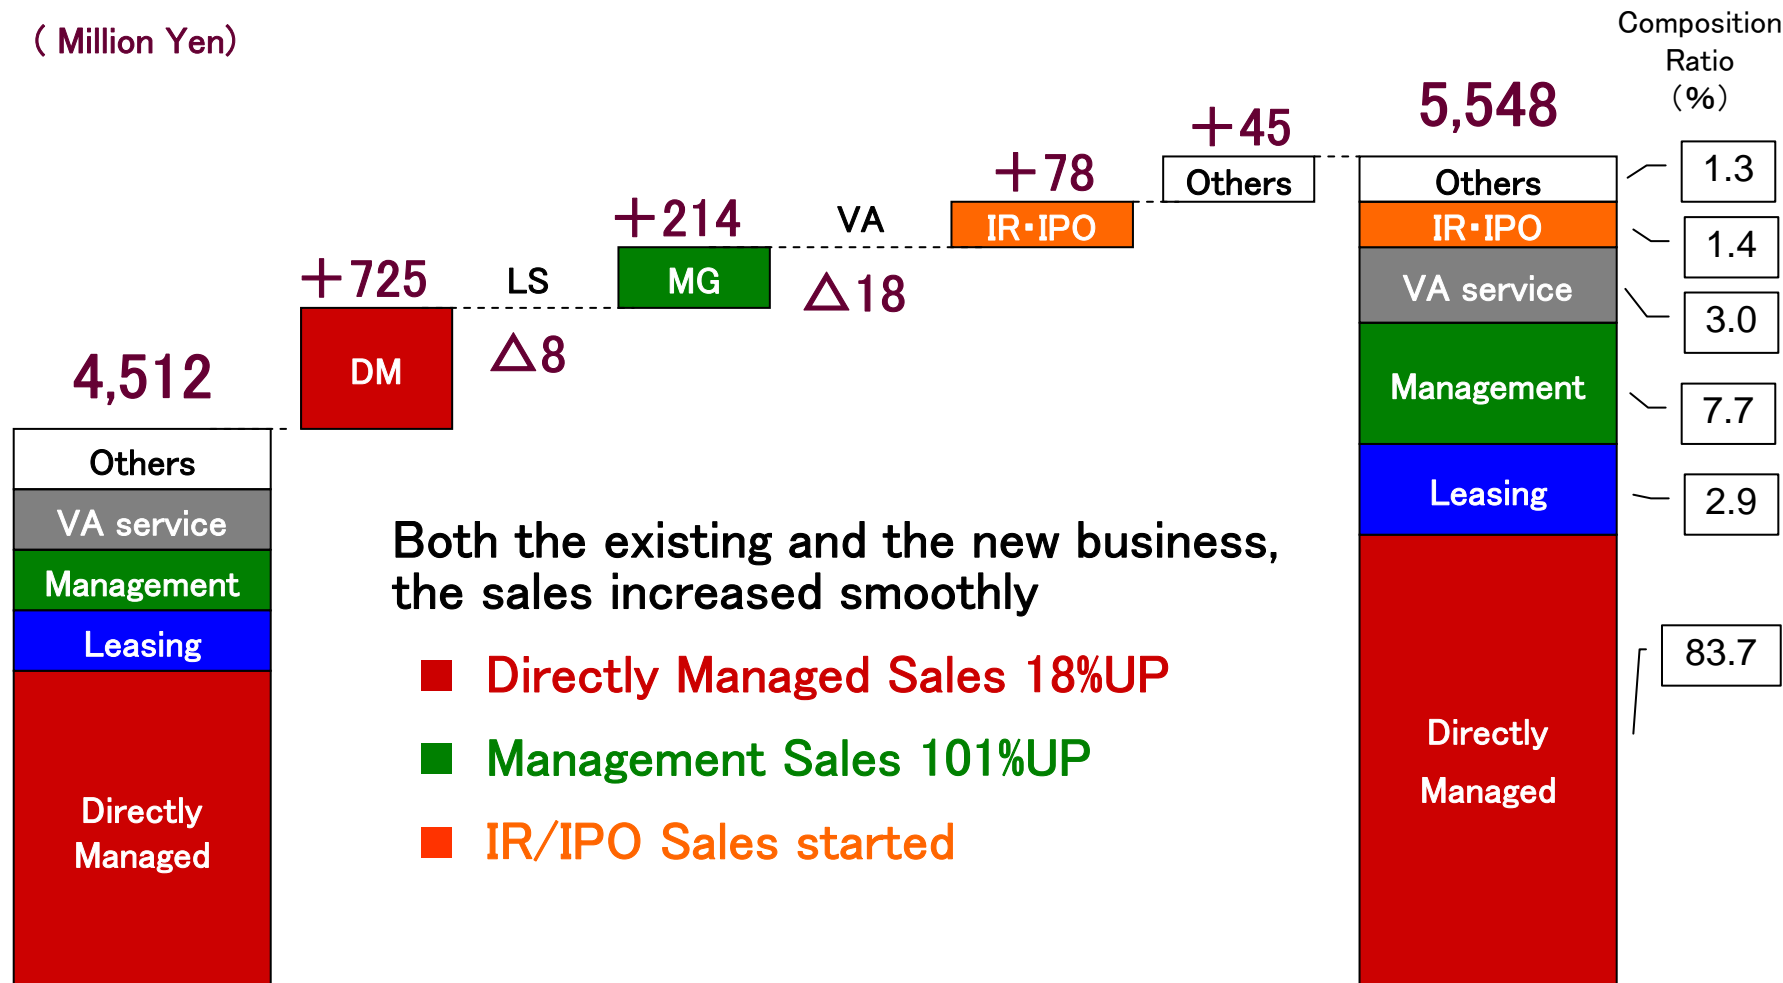 ( Million Yen)
Composition
Ratio
（%）
4,512
Others
VA service
Management
Leasing
Directly
Managed
＋725
DM
LS
△8
＋214
MG
VA
△18
＋78
IR・IPO
＋45
Others
5,548
Others
IR・IPO
VA service
Management
Leasing
Directly
Managed
1.3
1.4
3.0
7.7
2.9
83.7
Both the existing and the new business,
the sales increased smoothly
■ Directly Managed Sales 18%UP
■ Management Sales 101%UP
■ IR/IPO Sales started